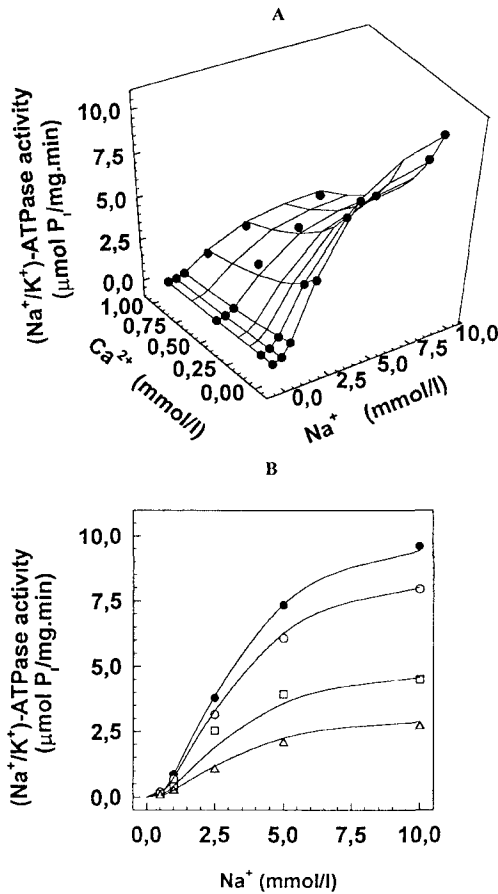 A
(Na⁺/K⁺)-ATPase activity
(μmol Pᵢ/mg.min)
10,0
7,5
5,0
2,5
0,0
1,00
0,75
0,50
0,25
0,00
Ca²⁺ (mmol/l)
0,0
2,5
5,0
7,5
10,0
Na⁺ (mmol/l)
B
(Na⁺/K⁺)-ATPase activity
(μmol Pᵢ/mg.min)
10,0
7,5
5,0
2,5
0,0
0,0 2,5 5,0 7,5 10,0
Na⁺ (mmol/l)